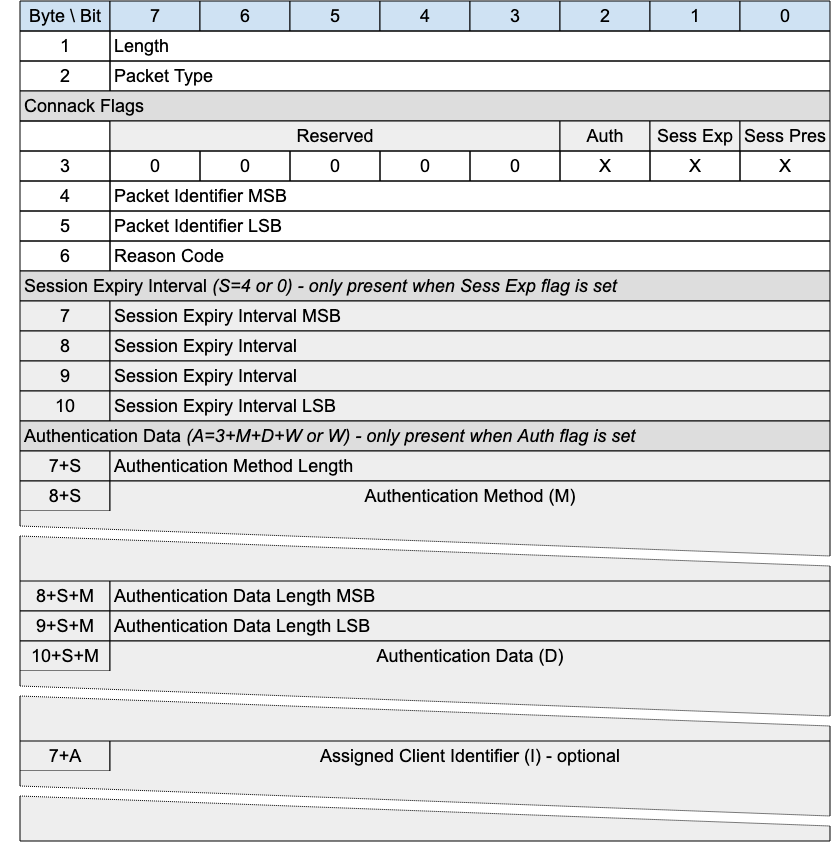 Byte \ Bit 7 6 5 4 3 2 1 0
1 Length
2 Packet Type
Connack Flags
Reserved Auth Sess Exp Sess Pres
3 0 0 0 0 0 X X X
4 Packet Identifier MSB
5 Packet Identifier LSB
6 Reason Code
Session Expiry Interval (S=4 or 0) - only present when Sess Exp flag is set
7 Session Expiry Interval MSB
8 Session Expiry Interval
9 Session Expiry Interval
10 Session Expiry Interval LSB
Authentication Data (A=3+M+D+W or W) - only present when Auth flag is set
7+S Authentication Method Length
8+S Authentication Method (M)
8+S+M Authentication Data Length MSB
9+S+M Authentication Data Length LSB
10+S+M Authentication Data (D)
7+A Assigned Client Identifier (I) - optional